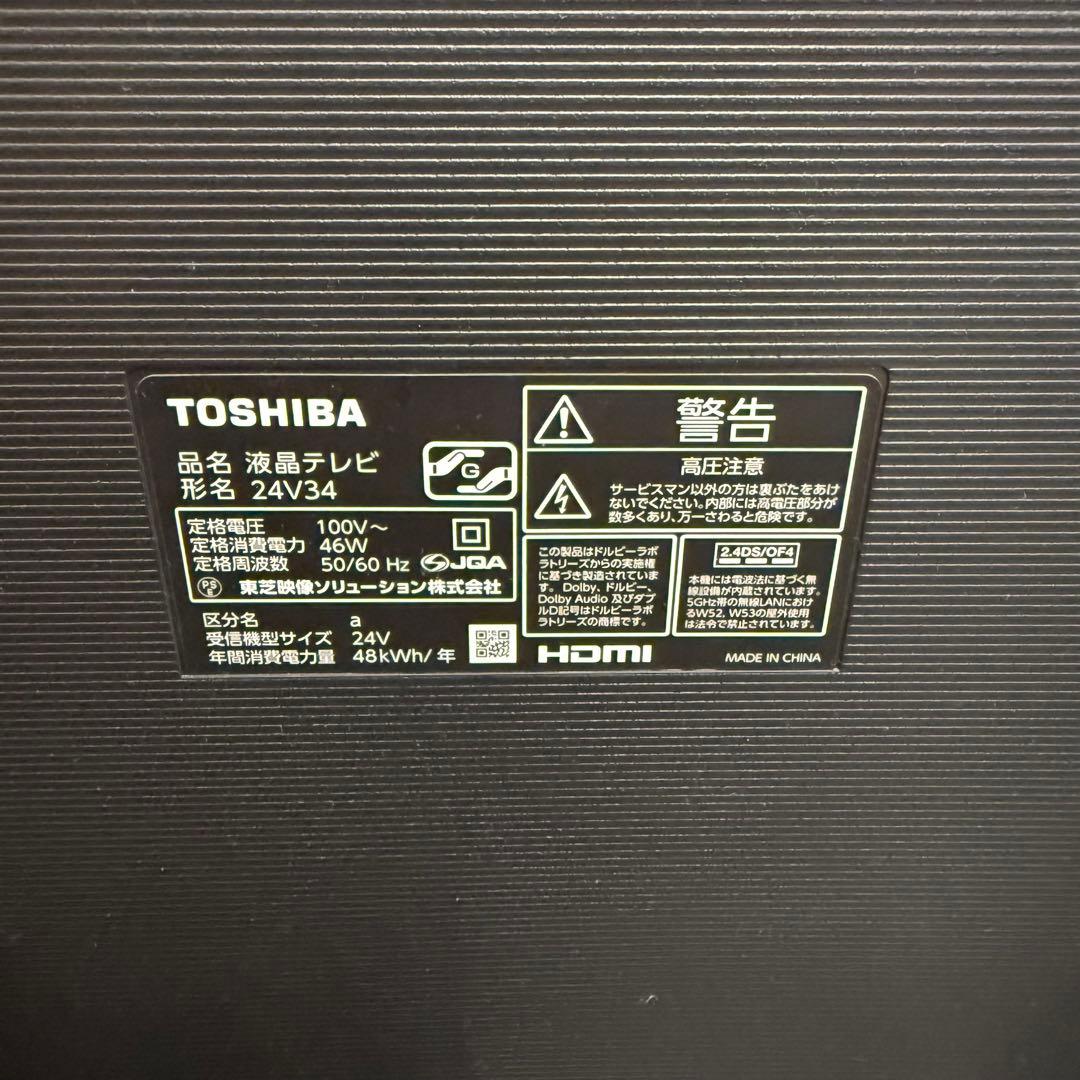 TOSHIBA
品名 液晶テレビ
形名 24V34
G
定格電圧 100V～
定格消費電力 46W
定格周波数 50/60 Hz
JQA
PS
E
東芝映像ソリューション株式会社
区分名 a
受信機型サイズ 24V
年間消費電力量 48kWh/年
警告
高圧注意
サービスマン以外の方は裏ぶたをあけ
ないでください。内部には高電圧部分が
数多くあり、万一さわると危険です。
この製品はドルビーラボ
ラトリーズからの実施権
に基づき製造されていま
す。Dolby、ドルビー、
Dolby Audio 及びダブ
ルD記号はドルビーラボ
ラトリーズの商標です。
2.4DS/OF4
本機には電波法に基づく無
線設備が内蔵されています。
5GHz帯の無線LANにおけ
るW52, W53の屋外使用
は法令で禁止されています。
HDMI
MADE IN CHINA